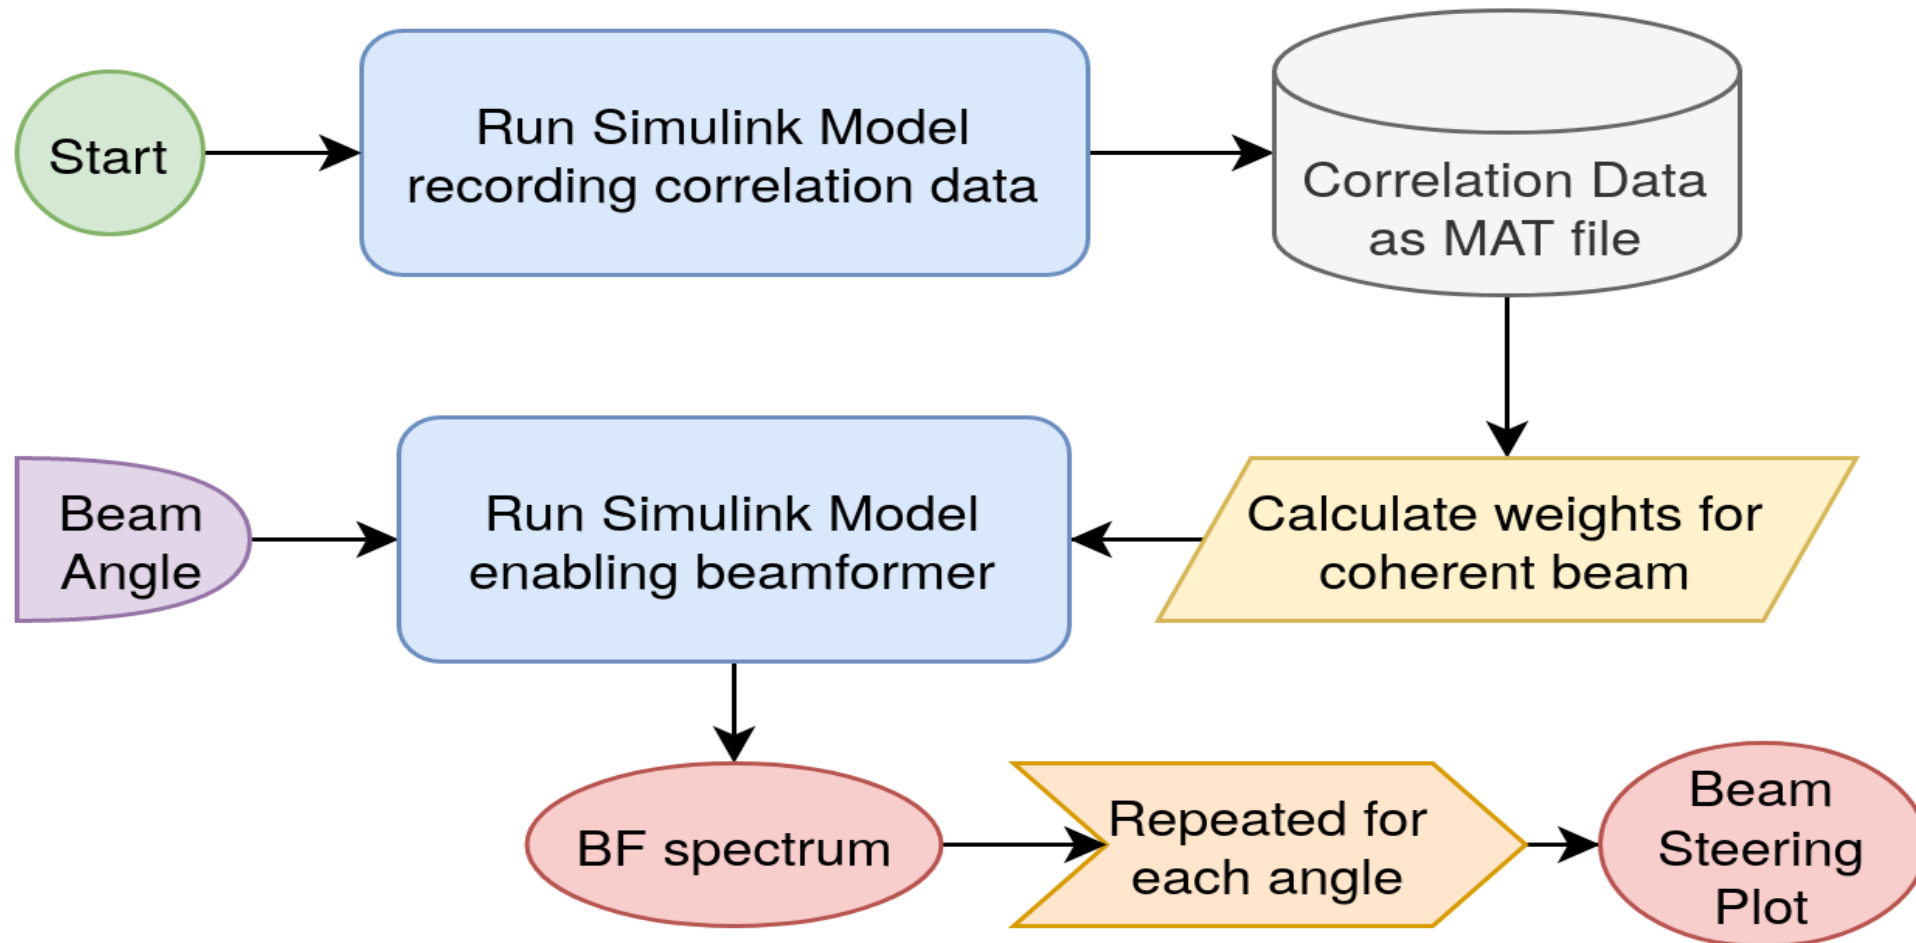 Start
Run Simulink Model
recording correlation data
Correlation Data
as MAT file
Beam
Angle
Run Simulink Model
enabling beamformer
Calculate weights for
coherent beam
BF spectrum
Repeated for
each angle
Beam
Steering
Plot